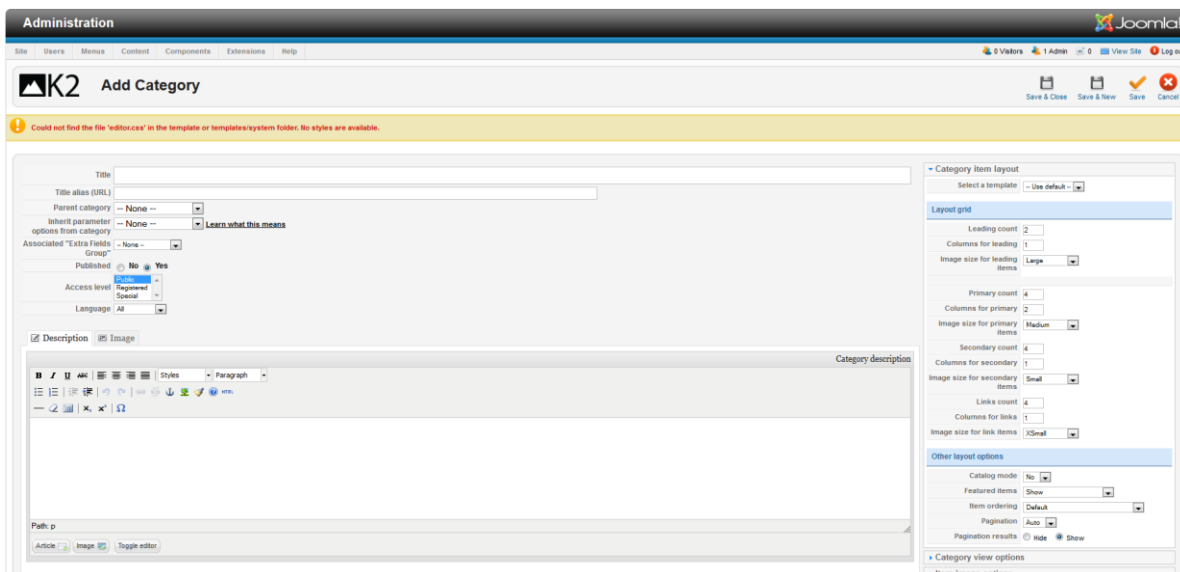 Administration
Joomla!
Site Users Menus Content Components Extensions Help
0 Visitors 1 Admin 0 View Site Log ou
K2 Add Category
Save & Close Save & New Save Cancel
Could not find the file 'editor.css' in the template or templates/system folder. No styles are available.
Title
Title alias (URL)
Parent category -- None --
Inherit parameter options from category -- None -- Learn what this means
Associated "Extra Fields Group" -- None --
Published No Yes
Access level Public
Registered
Special
Language All
Description Image
Category description
B I U ABC Styles Paragraph
HTML
x, x² Ω
Path: p
Article Image Toggle editor
Category item layout
Select a template -- Use default --
Layout grid
Leading count 2
Columns for leading 1
Image size for leading items Large
Primary count 4
Columns for primary 2
Image size for primary items Medium
Secondary count 4
Columns for secondary 1
Image size for secondary items Small
Links count 4
Columns for links 1
Image size for link items XSmall
Other layout options
Catalog mode No
Featured items Show
Item ordering Default
Pagination Auto
Pagination results Hide Show
Category view options